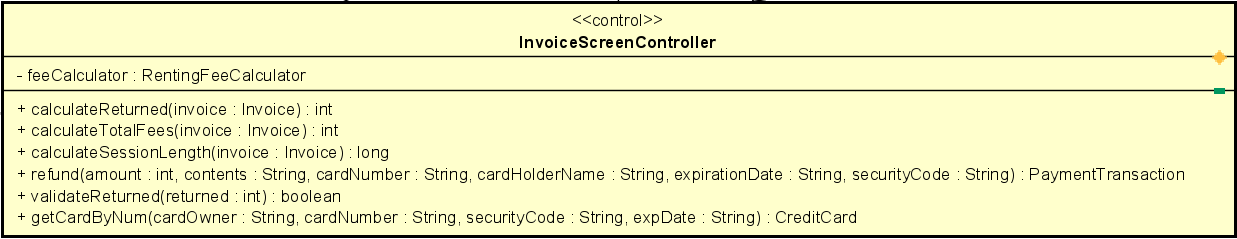 <<control>>
InvoiceScreenController
- feeCalculator : RentingFeeCalculator
+ calculateReturned(invoice : Invoice) : int
+ calculateTotalFees(invoice : Invoice) : int
+ calculateSessionLength(invoice : Invoice) : long
+ refund(amount : int, contents : String, cardNumber : String, cardHolderName : String, expirationDate : String, securityCode : String) : PaymentTransaction
+ validateReturned(returned : int) : boolean
+ getCardByNum(cardOwner : String, cardNumber : String, securityCode : String, expDate : String) : CreditCard